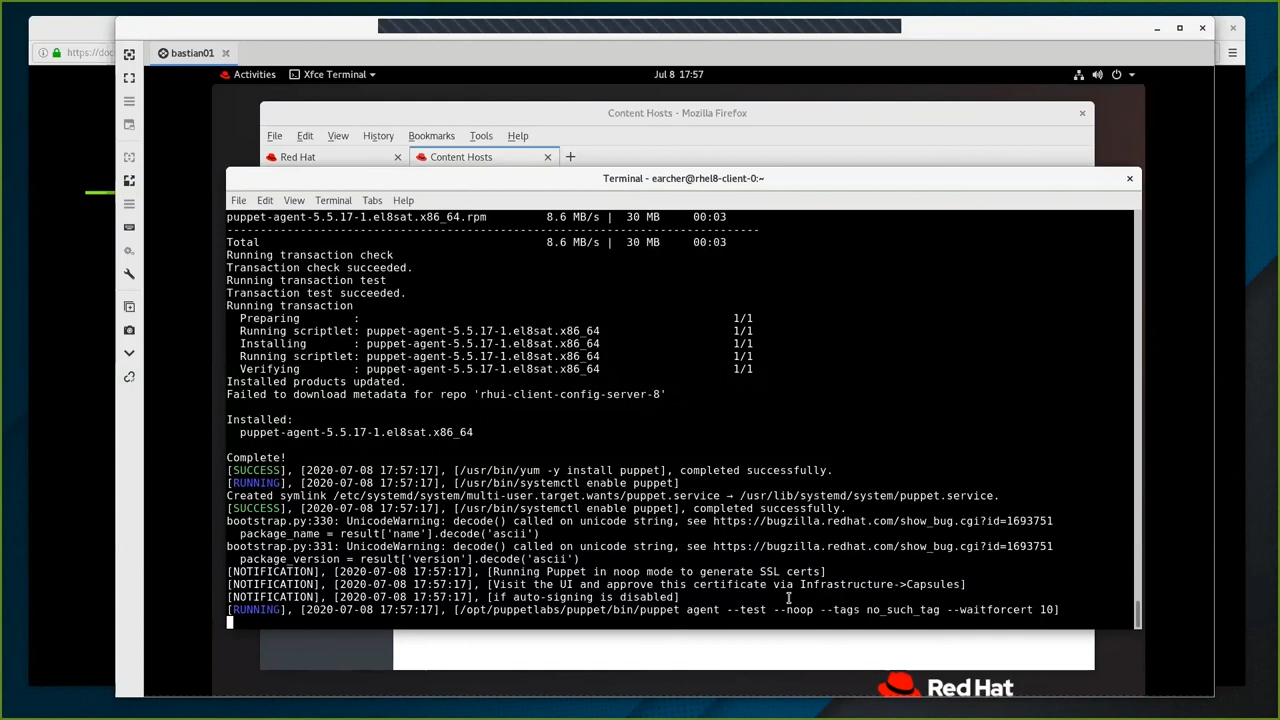 https://doc
bastian01
Activities Xfce Terminal Jul 8 17:57
Content Hosts - Mozilla Firefox
File Edit View History Bookmarks Tools Help
Red Hat Content Hosts
Terminal - earcher@rhel8-client-0:~
File Edit View Terminal Tabs Help
puppet-agent-5.5.17-1.el8sat.x86_64.rpm 8.6 MB/s | 30 MB 00:03
--------------------------------------------------------------------------------
Total 8.6 MB/s | 30 MB 00:03
Running transaction check
Transaction check succeeded.
Running transaction test
Transaction test succeeded.
Running transaction
Preparing : 1/1
Running scriptlet: puppet-agent-5.5.17-1.el8sat.x86_64 1/1
Installing : puppet-agent-5.5.17-1.el8sat.x86_64 1/1
Running scriptlet: puppet-agent-5.5.17-1.el8sat.x86_64 1/1
Verifying : puppet-agent-5.5.17-1.el8sat.x86_64 1/1
Installed products updated.
Failed to download metadata for repo 'rhui-client-config-server-8'
Installed:
puppet-agent-5.5.17-1.el8sat.x86_64
Complete!
[SUCCESS], [2020-07-08 17:57:17], [/usr/bin/yum -y install puppet], completed successfully.
[RUNNING], [2020-07-08 17:57:17], [/usr/bin/systemctl enable puppet]
Created symlink /etc/systemd/system/multi-user.target.wants/puppet.service → /usr/lib/systemd/system/puppet.service.
[SUCCESS], [2020-07-08 17:57:17], [/usr/bin/systemctl enable puppet], completed successfully.
bootstrap.py:330: UnicodeWarning: decode() called on unicode string, see https://bugzilla.redhat.com/show_bug.cgi?id=1693751
package_name = result['name'].decode('ascii')
bootstrap.py:331: UnicodeWarning: decode() called on unicode string, see https://bugzilla.redhat.com/show_bug.cgi?id=1693751
package_version = result['version'].decode('ascii')
[NOTIFICATION], [2020-07-08 17:57:17], [Running Puppet in noop mode to generate SSL certs]
[NOTIFICATION], [2020-07-08 17:57:17], [Visit the UI and approve this certificate via Infrastructure->Capsules]
[NOTIFICATION], [2020-07-08 17:57:17], [if auto-signing is disabled]
[RUNNING], [2020-07-08 17:57:17], [/opt/puppetlabs/puppet/bin/puppet agent --test --noop --tags no_such_tag --waitforcert 10]
Red Hat